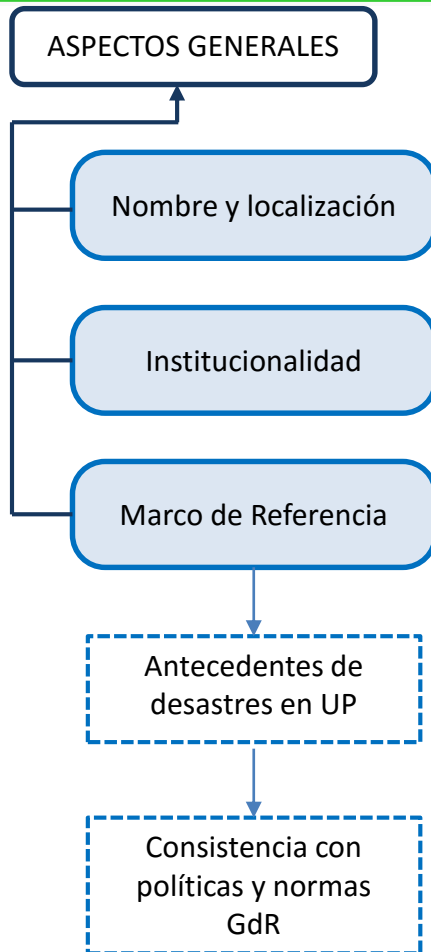 ASPECTOS GENERALES
Nombre y localización
Institucionalidad
Marco de Referencia
Antecedentes de
desastres en UP
Consistencia con
políticas y normas
GdR